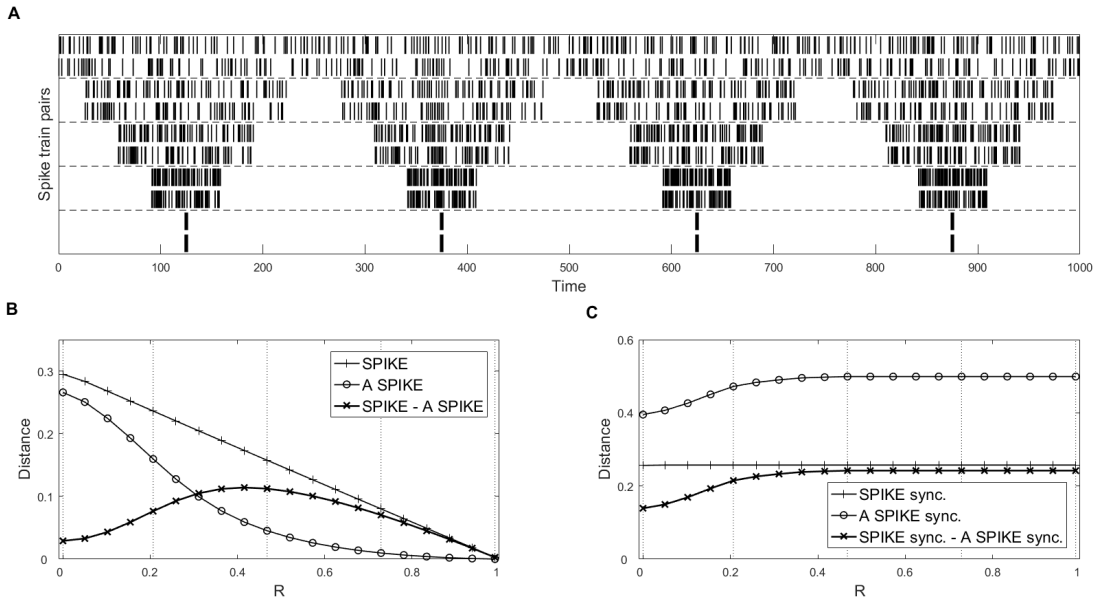 A
Spike train pairs
0 100 200 300 400 500 600 700 800 900 1000
Time
B
C
0.3
0.2
0.1
0
Distance
SPIKE
A SPIKE
SPIKE - A SPIKE
0 0.2 0.4 0.6 0.8 1
R
0.6
0.4
0.2
0
Distance
SPIKE sync.
A SPIKE sync.
SPIKE sync. - A SPIKE sync.
0 0.2 0.4 0.6 0.8 1
R